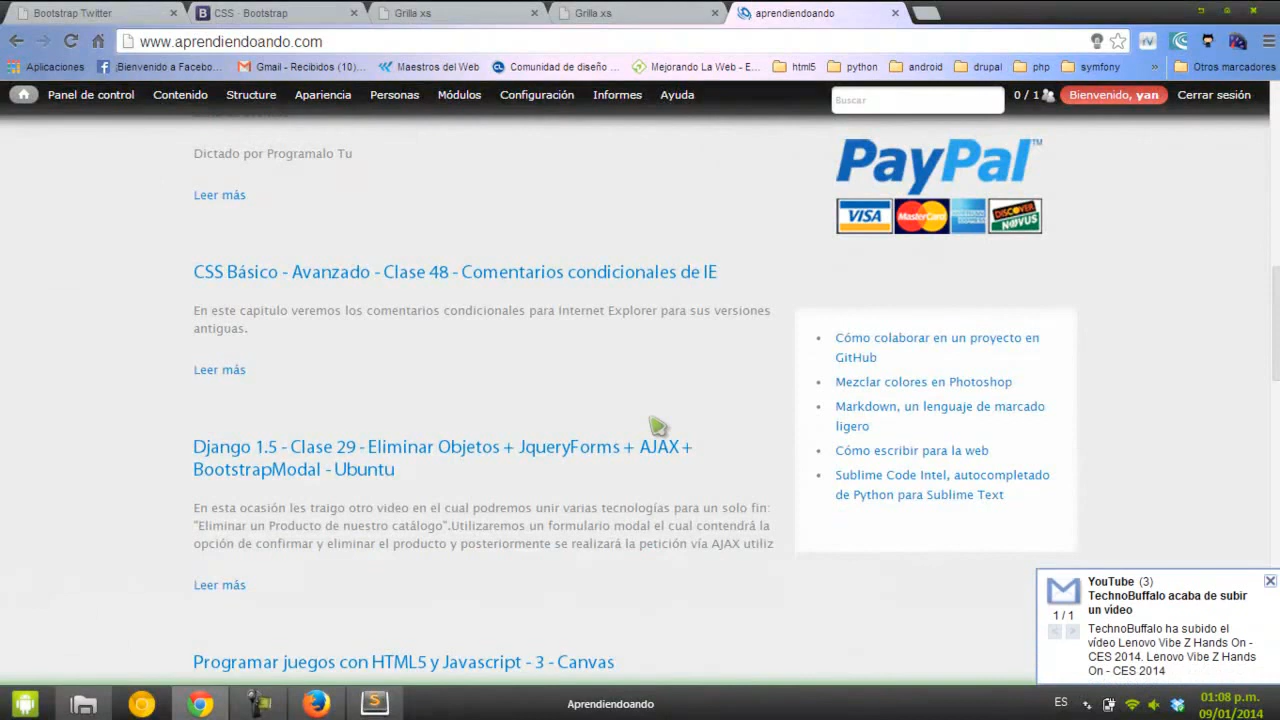 Bootstrap Twitter
CSS · Bootstrap
Grilla xs
Grilla xs
aprendiendoando
www.aprendiendoando.com
Aplicaciones
¡Bienvenido a Facebo...
Gmail - Recibidos (10)...
Maestros del Web
Comunidad de diseño ...
Mejorando La Web - E...
html5
python
android
drupal
php
symfony
»
Otros marcadores
Panel de control
Contenido
Structure
Apariencia
Personas
Módulos
Configuración
Informes
Ayuda
Buscar
0 / 1
Bienvenido, yan
Cerrar sesión
Dictado por Programalo Tu
Leer más
PayPal™
VISA
MasterCard
DISCOVER
NOVUS
CSS Básico - Avanzado - Clase 48 - Comentarios condicionales de IE
En este capitulo veremos los comentarios condicionales para Internet Explorer para sus versiones
antiguas.
Leer más
Django 1.5 - Clase 29 - Eliminar Objetos + JqueryForms + AJAX +
BootstrapModal - Ubuntu
En esta ocasión les traigo otro video en el cual podremos unir varias tecnologías para un solo fin:
"Eliminar un Producto de nuestro catálogo".Utilizaremos un formulario modal el cual contendrá la
opción de confirmar y eliminar el producto y posteriormente se realizará la petición vía AJAX utiliz
Leer más
Programar juegos con HTML5 y Javascript - 3 - Canvas
Cómo colaborar en un proyecto en
GitHub
Mezclar colores en Photoshop
Markdown, un lenguaje de marcado
ligero
Cómo escribir para la web
Sublime Code Intel, autocompletado
de Python para Sublime Text
YouTube (3)
TechnoBuffalo acaba de subir
un vídeo
1 / 1
TechnoBuffalo ha subido el
vídeo Lenovo Vibe Z Hands On -
CES 2014. Lenovo Vibe Z Hands
On - CES 2014
Aprendiendoando
ES
01:08 p.m.
09/01/2014